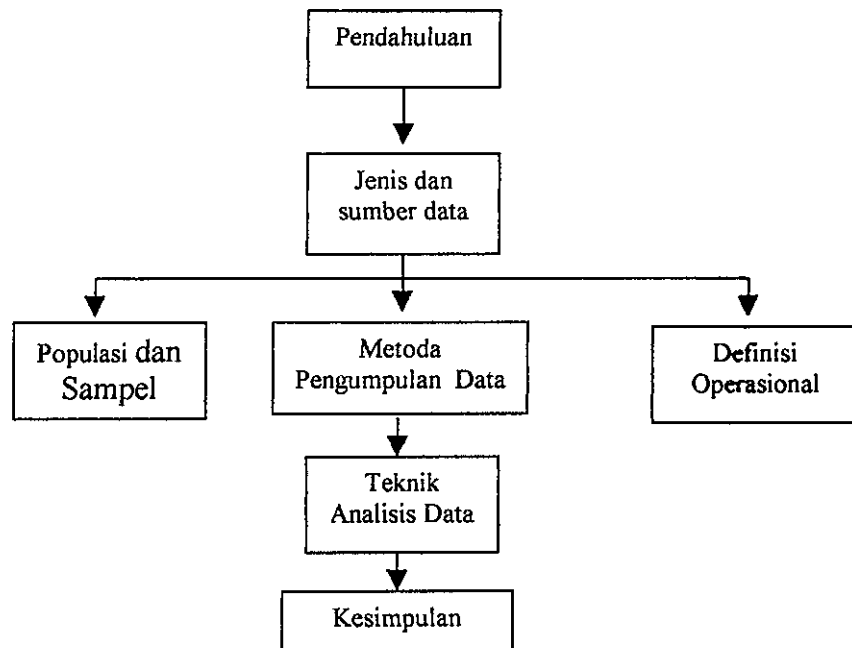 Pendahuluan
Jenis dan
sumber data
Populasi dan
Sampel
Metoda
Pengumpulan Data
Definisi
Operasional
Teknik
Analisis Data
Kesimpulan